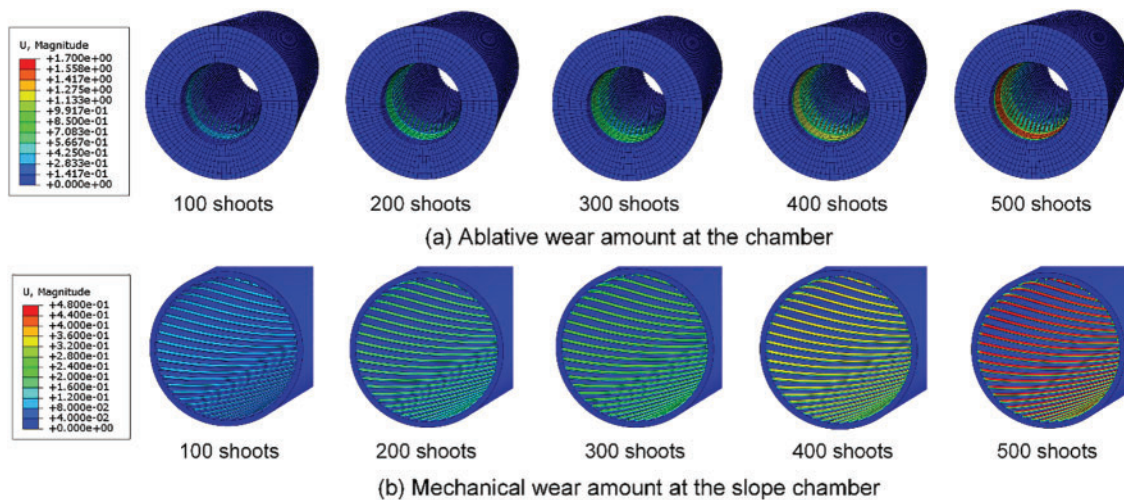 U, Magnitude
+1.700e+00
+1.558e+00
+1.417e+00
+1.275e+00
+1.133e+00
+9.917e-01
+8.500e-01
+7.083e-01
+5.667e-01
+4.250e-01
+2.833e-01
+1.417e-01
+0.000e+00
100 shoots
200 shoots
300 shoots
400 shoots
500 shoots
(a) Ablative wear amount at the chamber
U, Magnitude
+4.800e-01
+4.400e-01
+4.000e-01
+3.600e-01
+3.200e-01
+2.800e-01
+2.400e-01
+2.000e-01
+1.600e-01
+1.200e-01
+8.000e-02
+4.000e-02
+0.000e+00
100 shoots
200 shoots
300 shoots
400 shoots
500 shoots
(b) Mechanical wear amount at the slope chamber